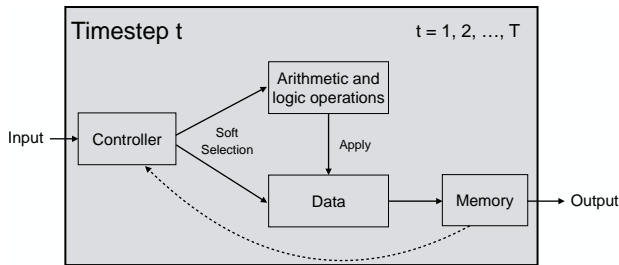 Timestep t
t = 1, 2, …, T
Arithmetic and
logic operations
Input
Controller
Soft
Selection
Apply
Data
Memory
Output